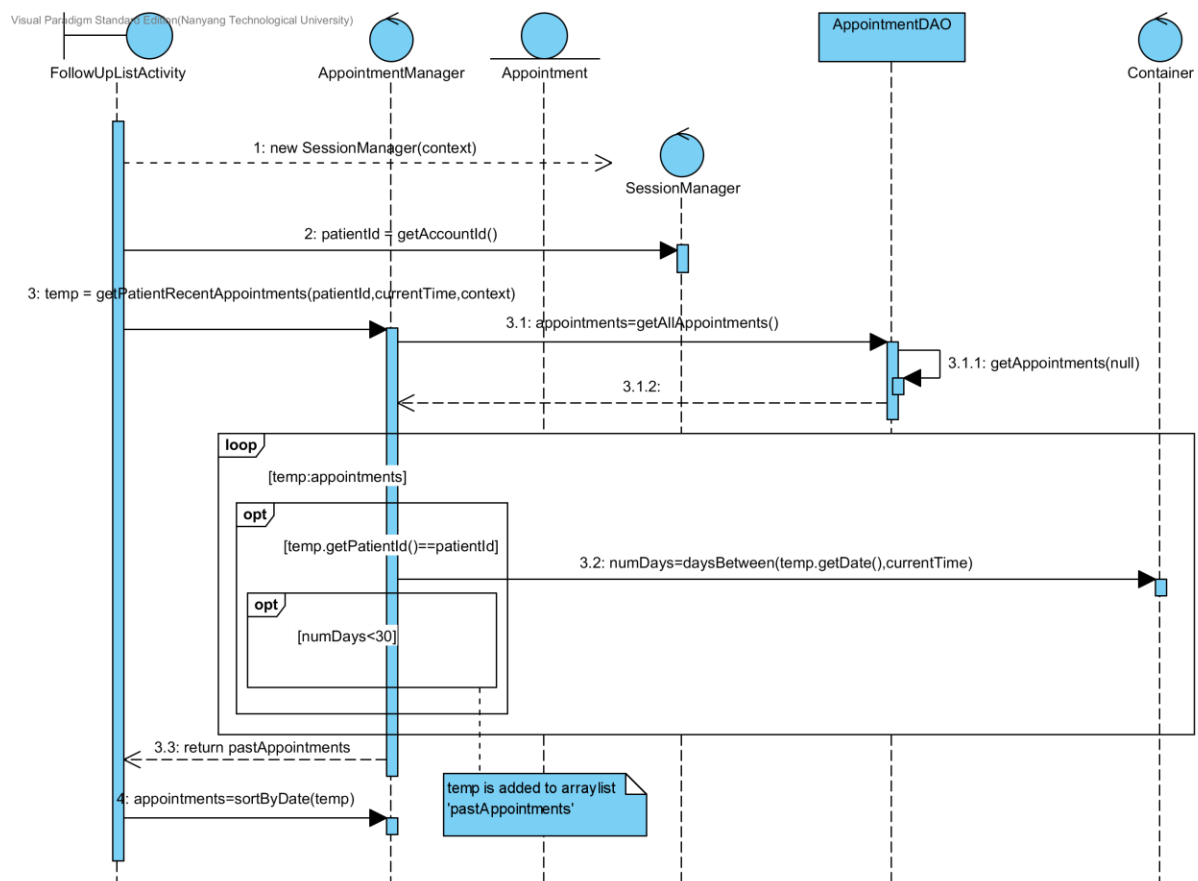 Visual Paradigm Standard Edition(Nanyang Technological University)
FollowUpListActivity
AppointmentManager
Appointment
AppointmentDAO
Container
1: new SessionManager(context)
SessionManager
2: patientId = getAccountId()
3: temp = getPatientRecentAppointments(patientId,currentTime,context)
3.1: appointments=getAllAppointments()
3.1.1: getAppointments(null)
3.1.2:
loop
[temp:appointments]
opt
[temp.getPatientId()==patientId]
3.2: numDays=daysBetween(temp.getDate(),currentTime)
opt
[numDays<30]
3.3: return pastAppointments
temp is added to arraylist
'pastAppointments'
4: appointments=sortByDate(temp)